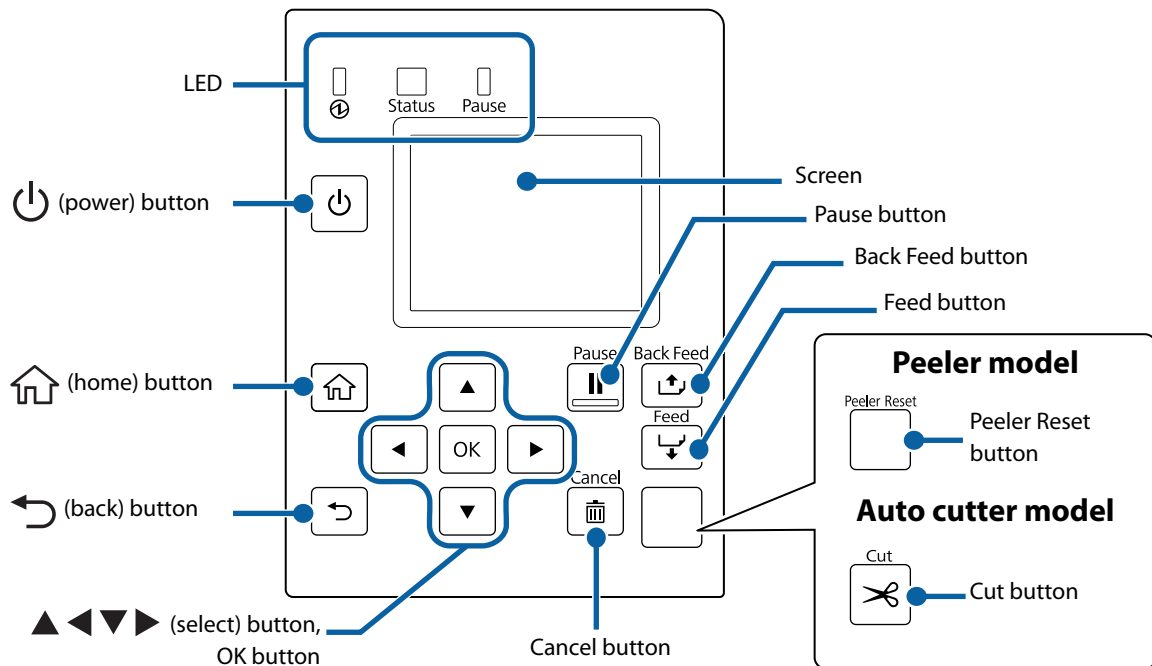 LED
Status
Pause
(power) button
Screen
Pause button
Back Feed button
Feed button
(home) button
Pause
Back Feed
Feed
OK
Cancel
(back) button
▲ ◀ ▼ ▶ (select) button,
OK button
Cancel button
Peeler model
Peeler Reset
Peeler Reset
button
Auto cutter model
Cut
Cut button